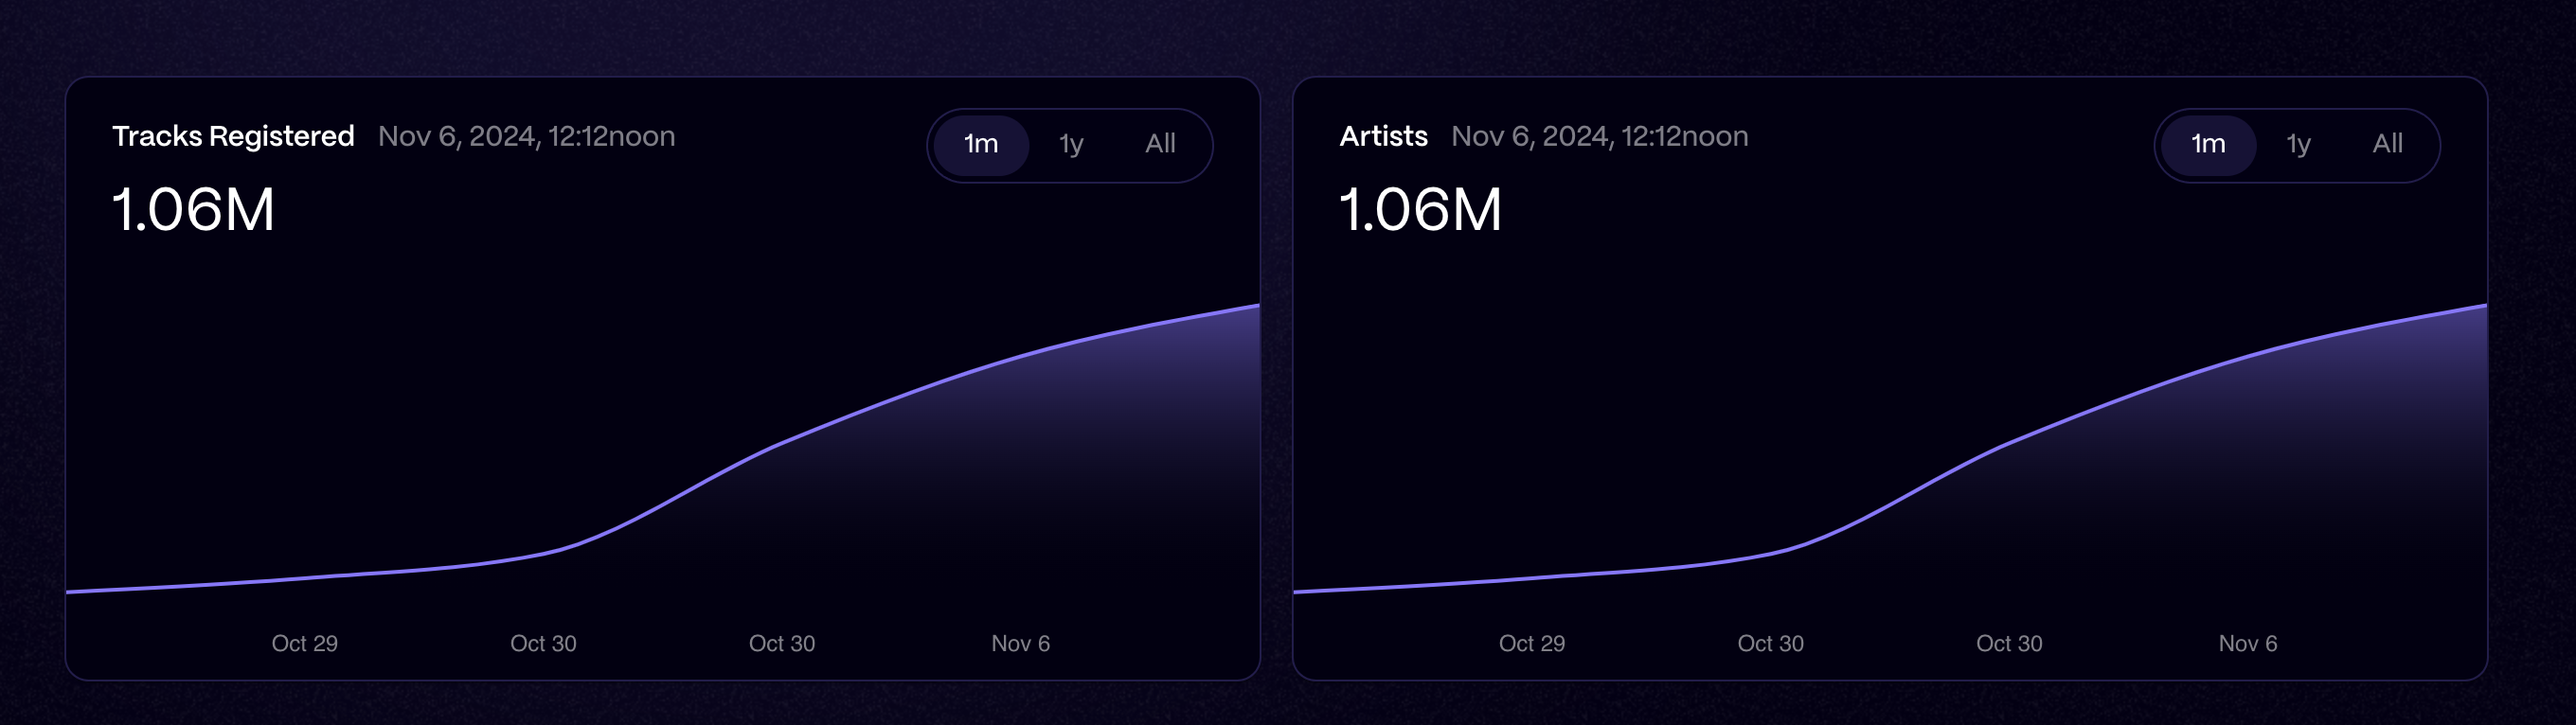 Tracks Registered Nov 6, 2024, 12:12noon
1m 1y All
1.06M
Oct 29 Oct 30 Oct 30 Nov 6
Artists Nov 6, 2024, 12:12noon
1m 1y All
1.06M
Oct 29 Oct 30 Oct 30 Nov 6